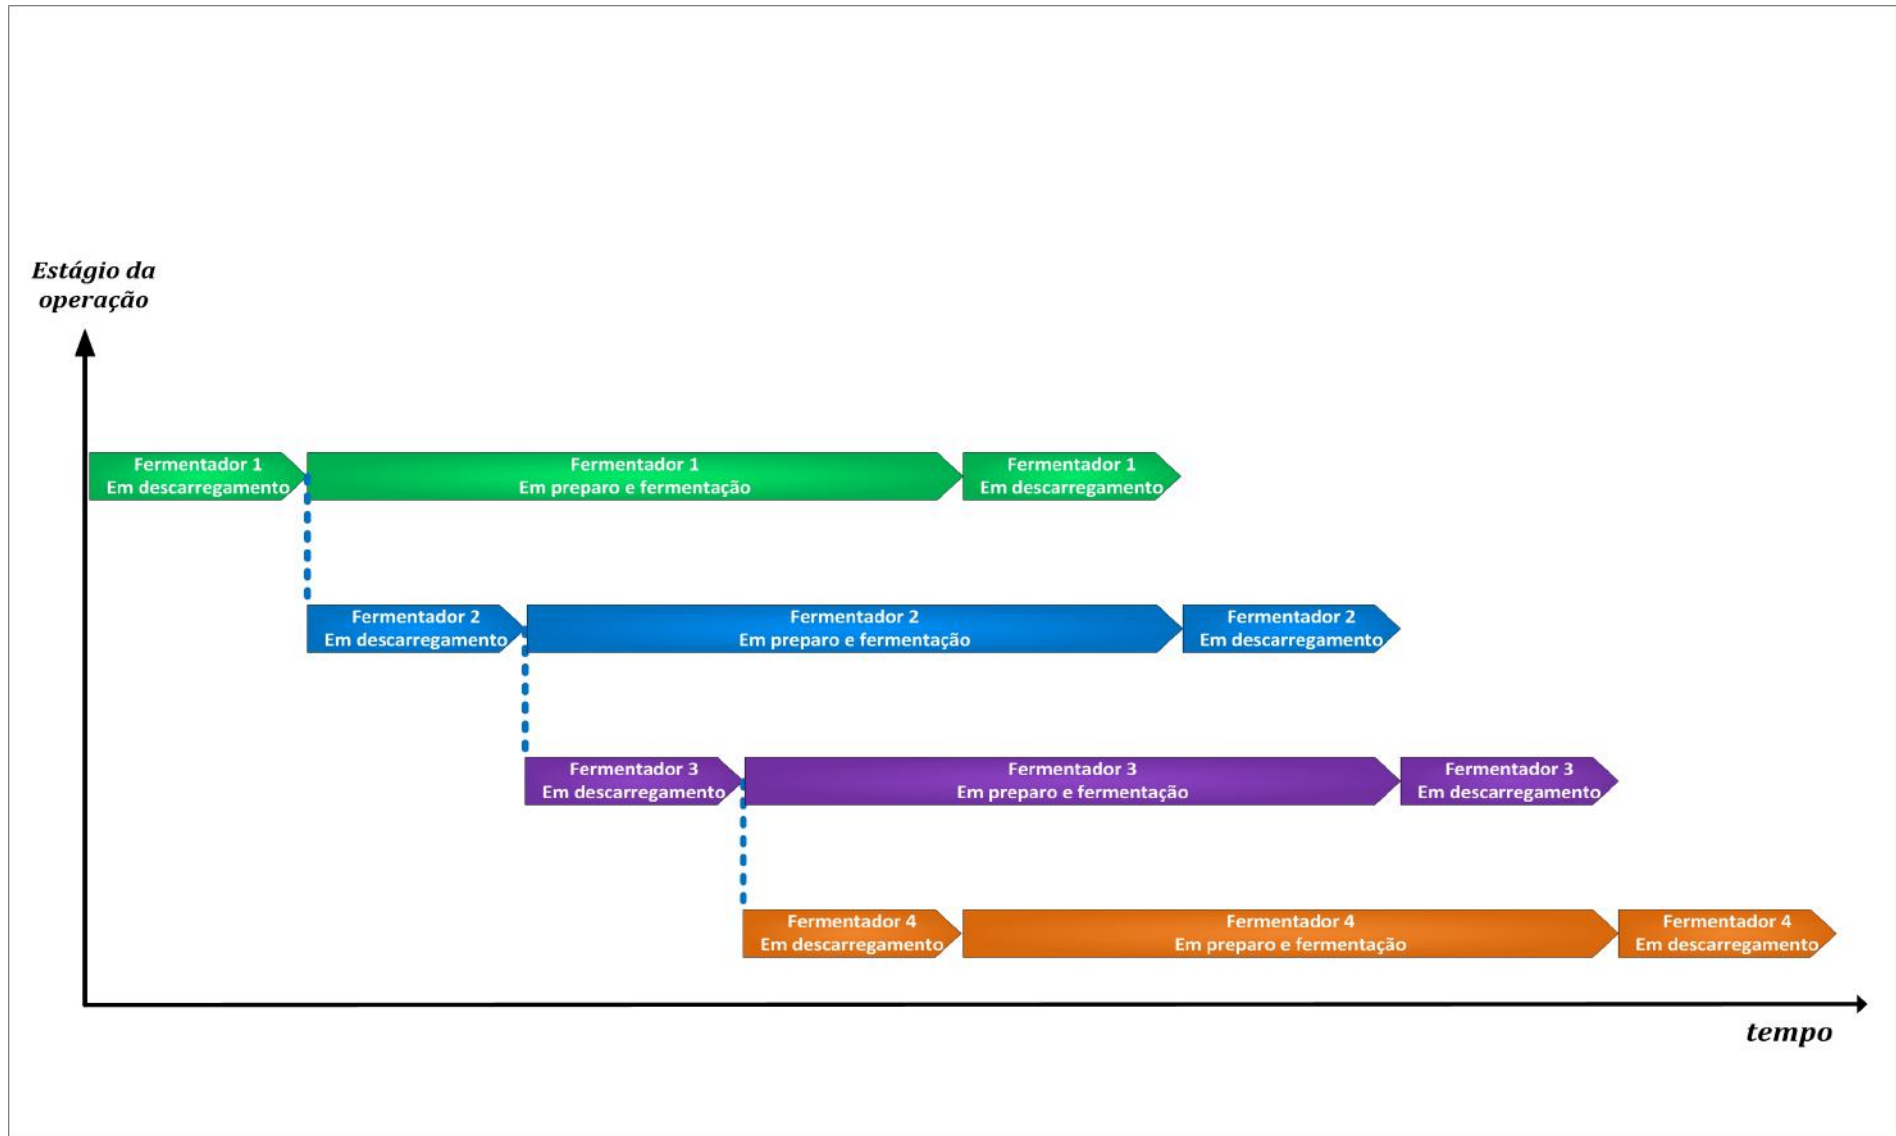 Estágio da
operação
Fermentador 1
Em descarregamento
Fermentador 1
Em preparo e fermentação
Fermentador 1
Em descarregamento
Fermentador 2
Em descarregamento
Fermentador 2
Em preparo e fermentação
Fermentador 2
Em descarregamento
Fermentador 3
Em descarregamento
Fermentador 3
Em preparo e fermentação
Fermentador 3
Em descarregamento
Fermentador 4
Em descarregamento
Fermentador 4
Em preparo e fermentação
Fermentador 4
Em descarregamento
tempo